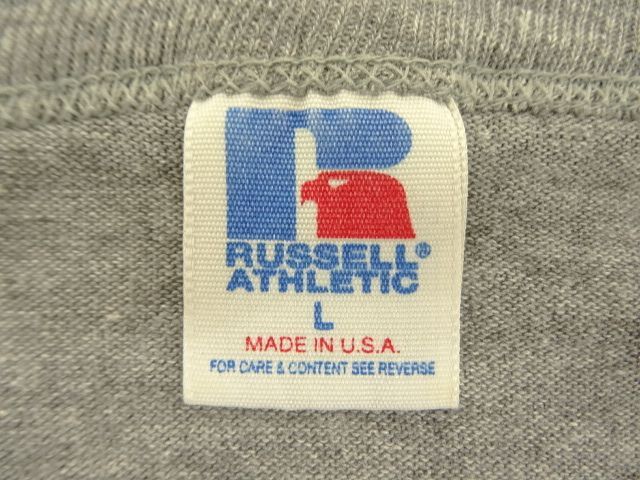 RUSSELL®
ATHLETIC
L
MADE IN U.S.A.
FOR CARE & CONTENT SEE REVERSE